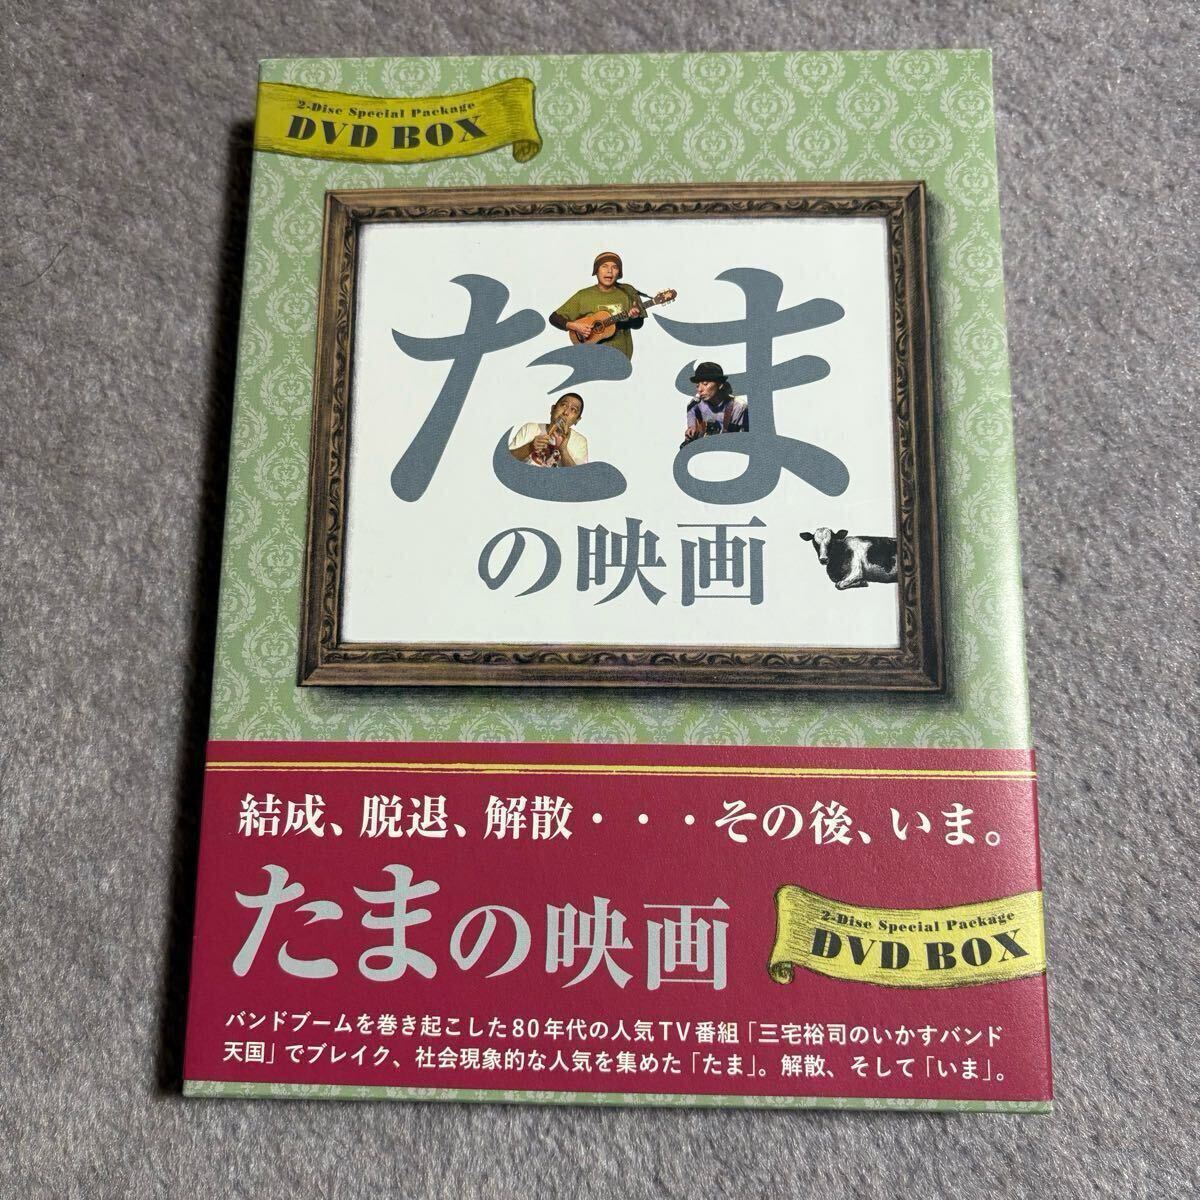 2-Disc Special Package
DVD BOX
たま
の映画
結成、脱退、解散・・・その後、いま。
たまの映画
2-Disc Special Package
DVD BOX
バンドブームを巻き起こした80年代の人気TV番組「三宅裕司のいかすバンド
天国」でブレイク、社会現象的な人気を集めた「たま」。解散、そして「いま」。